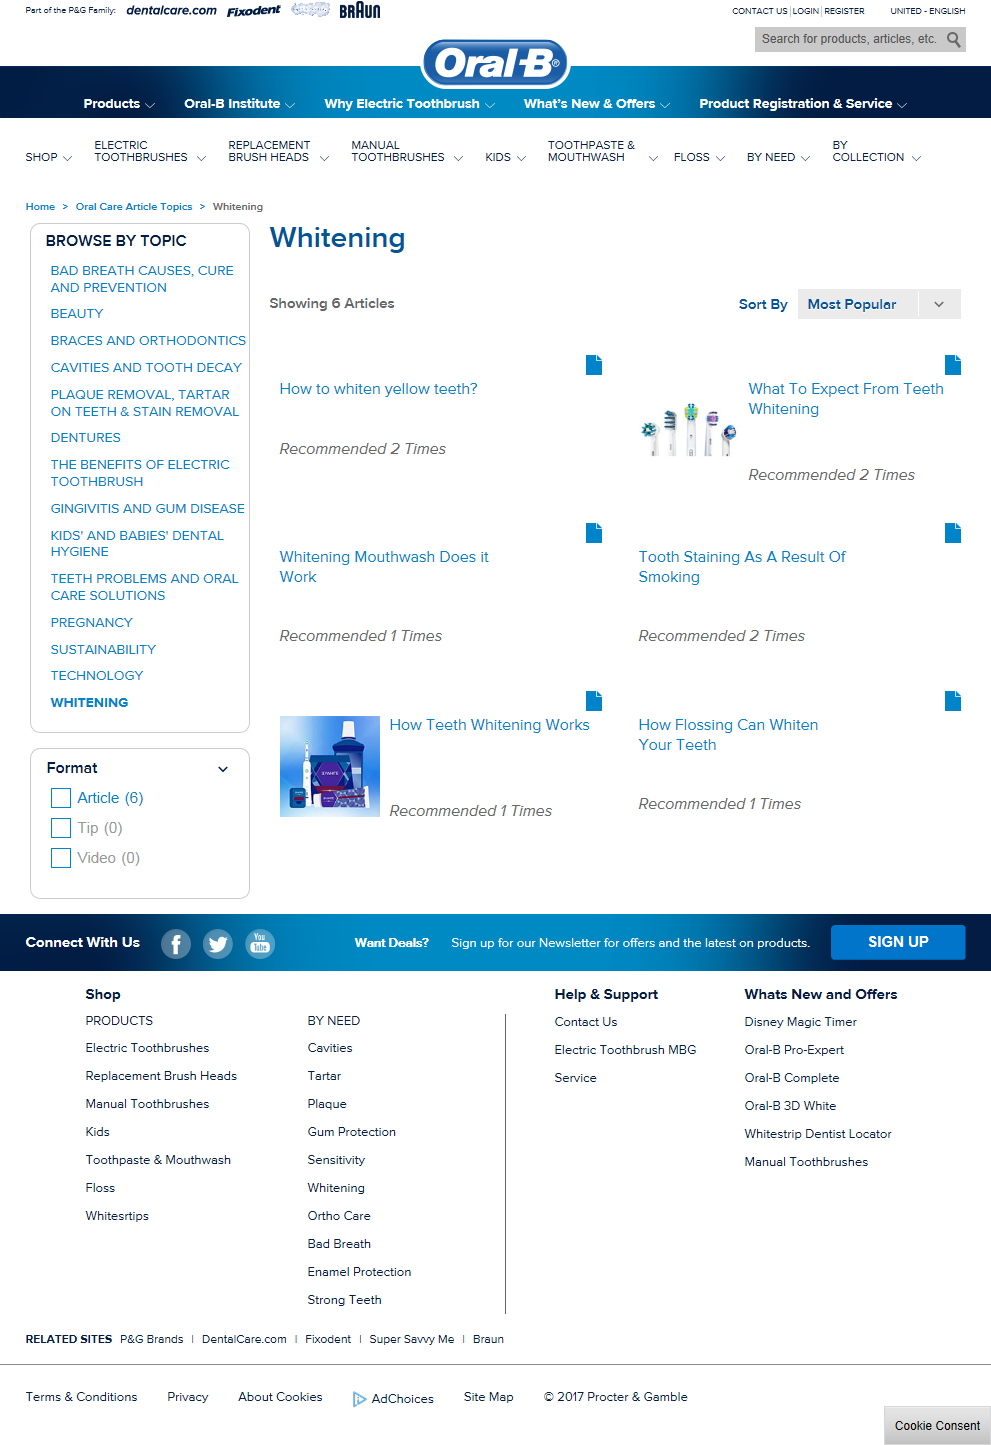 Part of the P&G Family:
dentalcare.com
Fixodent
BRAUN
CONTACT US | LOGIN | REGISTER
UNITED - ENGLISH
Search for products, articles, etc.
Oral-B®
Products
Oral-B Institute
Why Electric Toothbrush
What's New & Offers
Product Registration & Service
SHOP
ELECTRIC
TOOTHBRUSHES
REPLACEMENT
BRUSH HEADS
MANUAL
TOOTHBRUSHES
KIDS
TOOTHPASTE &
MOUTHWASH
FLOSS
BY NEED
BY
COLLECTION
Home > Oral Care Article Topics > Whitening
BROWSE BY TOPIC
BAD BREATH CAUSES, CURE
AND PREVENTION
BEAUTY
BRACES AND ORTHODONTICS
CAVITIES AND TOOTH DECAY
PLAQUE REMOVAL, TARTAR
ON TEETH & STAIN REMOVAL
DENTURES
THE BENEFITS OF ELECTRIC
TOOTHBRUSH
GINGIVITIS AND GUM DISEASE
KIDS' AND BABIES' DENTAL
HYGIENE
TEETH PROBLEMS AND ORAL
CARE SOLUTIONS
PREGNANCY
SUSTAINABILITY
TECHNOLOGY
WHITENING
Format
Article (6)
Tip (0)
Video (0)
Whitening
Showing 6 Articles
Sort By
Most Popular
How to whiten yellow teeth?
Recommended 2 Times
What To Expect From Teeth
Whitening
Recommended 2 Times
Whitening Mouthwash Does it
Work
Recommended 1 Times
Tooth Staining As A Result Of
Smoking
Recommended 2 Times
How Teeth Whitening Works
Recommended 1 Times
How Flossing Can Whiten
Your Teeth
Recommended 1 Times
Connect With Us
You
Tube
Want Deals?
Sign up for our Newsletter for offers and the latest on products.
SIGN UP
Shop
PRODUCTS
Electric Toothbrushes
Replacement Brush Heads
Manual Toothbrushes
Kids
Toothpaste & Mouthwash
Floss
Whitesrtips
BY NEED
Cavities
Tartar
Plaque
Gum Protection
Sensitivity
Whitening
Ortho Care
Bad Breath
Enamel Protection
Strong Teeth
Help & Support
Contact Us
Electric Toothbrush MBG
Service
Whats New and Offers
Disney Magic Timer
Oral-B Pro-Expert
Oral-B Complete
Oral-B 3D White
Whitestrip Dentist Locator
Manual Toothbrushes
RELATED SITES P&G Brands | DentalCare.com | Fixodent | Super Savvy Me | Braun
Terms & Conditions
Privacy
About Cookies
AdChoices
Site Map
© 2017 Procter & Gamble
Cookie Consent